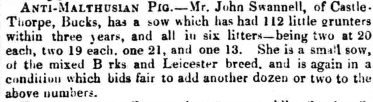 ANTI-MALTHUSIAN PIG.—Mr. John Swannell, of Castle-
Thorpe, Bucks, has a sow which has had 112 little grunters
within three years, and all in six litters—being two at 20
each, two 19 each, one 21, and one 13. She is a small sow,
of the mixed B rks and Leicester breed, and is again in a
condition which bids fair to add another dozen or two to the
above numbers.